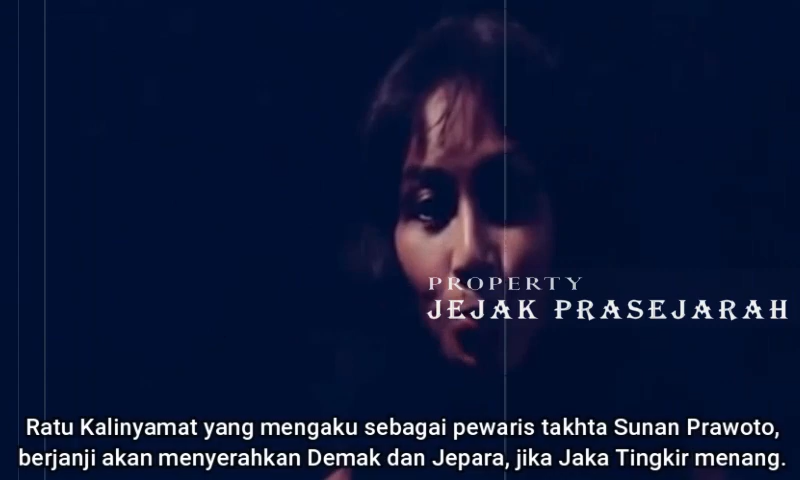 PROPERTY
JEJAK PRASEJARAH
Ratu Kalinyamat yang mengaku sebagai pewaris takhta Sunan Prawoto,
berjanji akan menyerahkan Demak dan Jepara, jika Jaka Tingkir menang.